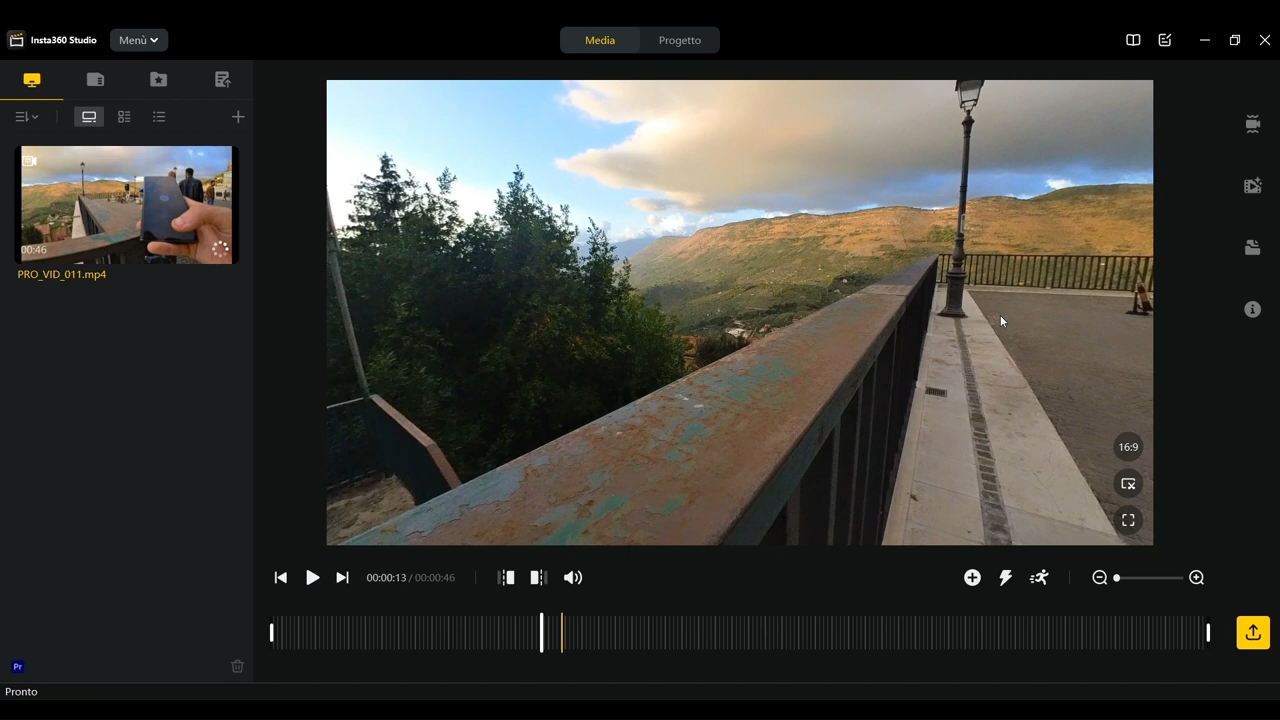 Insta360 Studio
Menù
Media
Progetto
00:46
PRO_VID_011.mp4
16:9
00:00:13 / 00:00:46
Pr
Pronto